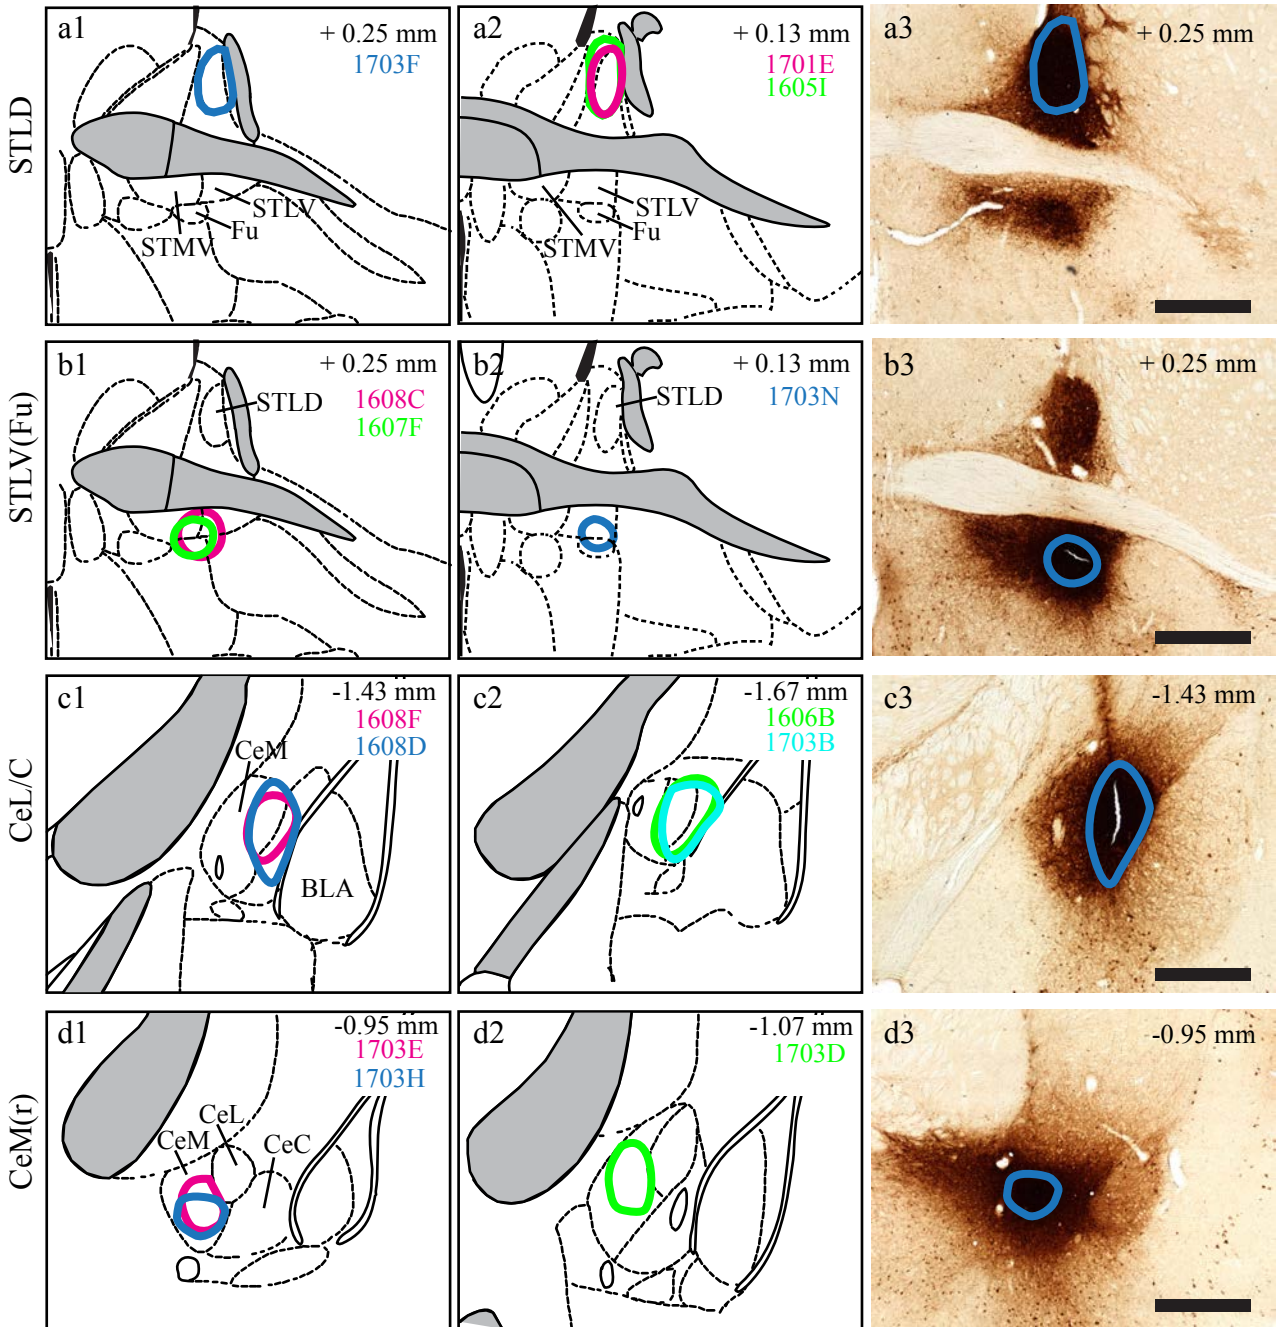 STLD
a1
+ 0.25 mm
1703F
STLV
Fu
STMV
a2
+ 0.13 mm
1701E
1605I
STLV
Fu
STMV
a3
+ 0.25 mm
STLV(Fu)
b1
+ 0.25 mm
1608C
1607F
STLD
b2
+ 0.13 mm
1703N
STLD
b3
+ 0.25 mm
CeL/C
c1
-1.43 mm
1608F
1608D
CeM
BLA
c2
-1.67 mm
1606B
1703B
c3
-1.43 mm
CeM(r)
d1
-0.95 mm
1703E
1703H
CeL
CeM
CeC
d2
-1.07 mm
1703D
d3
-0.95 mm